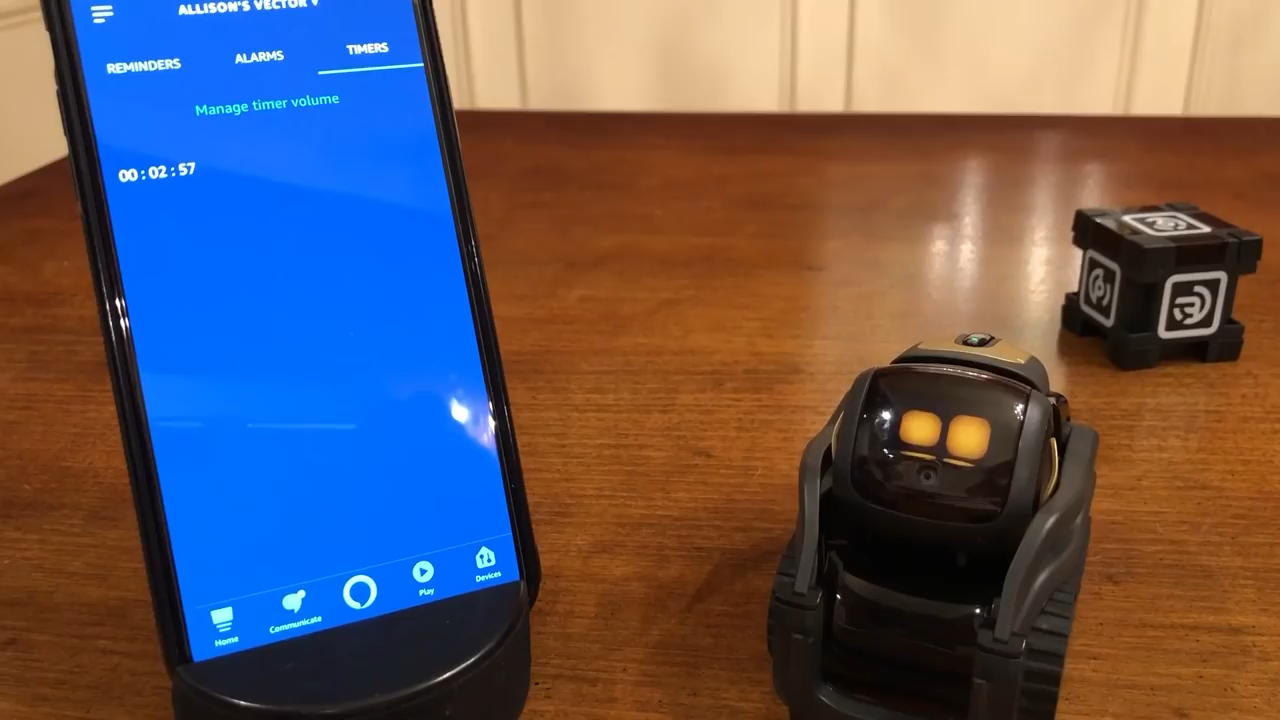 ALLISON'S VECTOR
REMINDERS ALARMS TIMERS
Manage timer volume
00:02:57
Home Communicate Play Devices